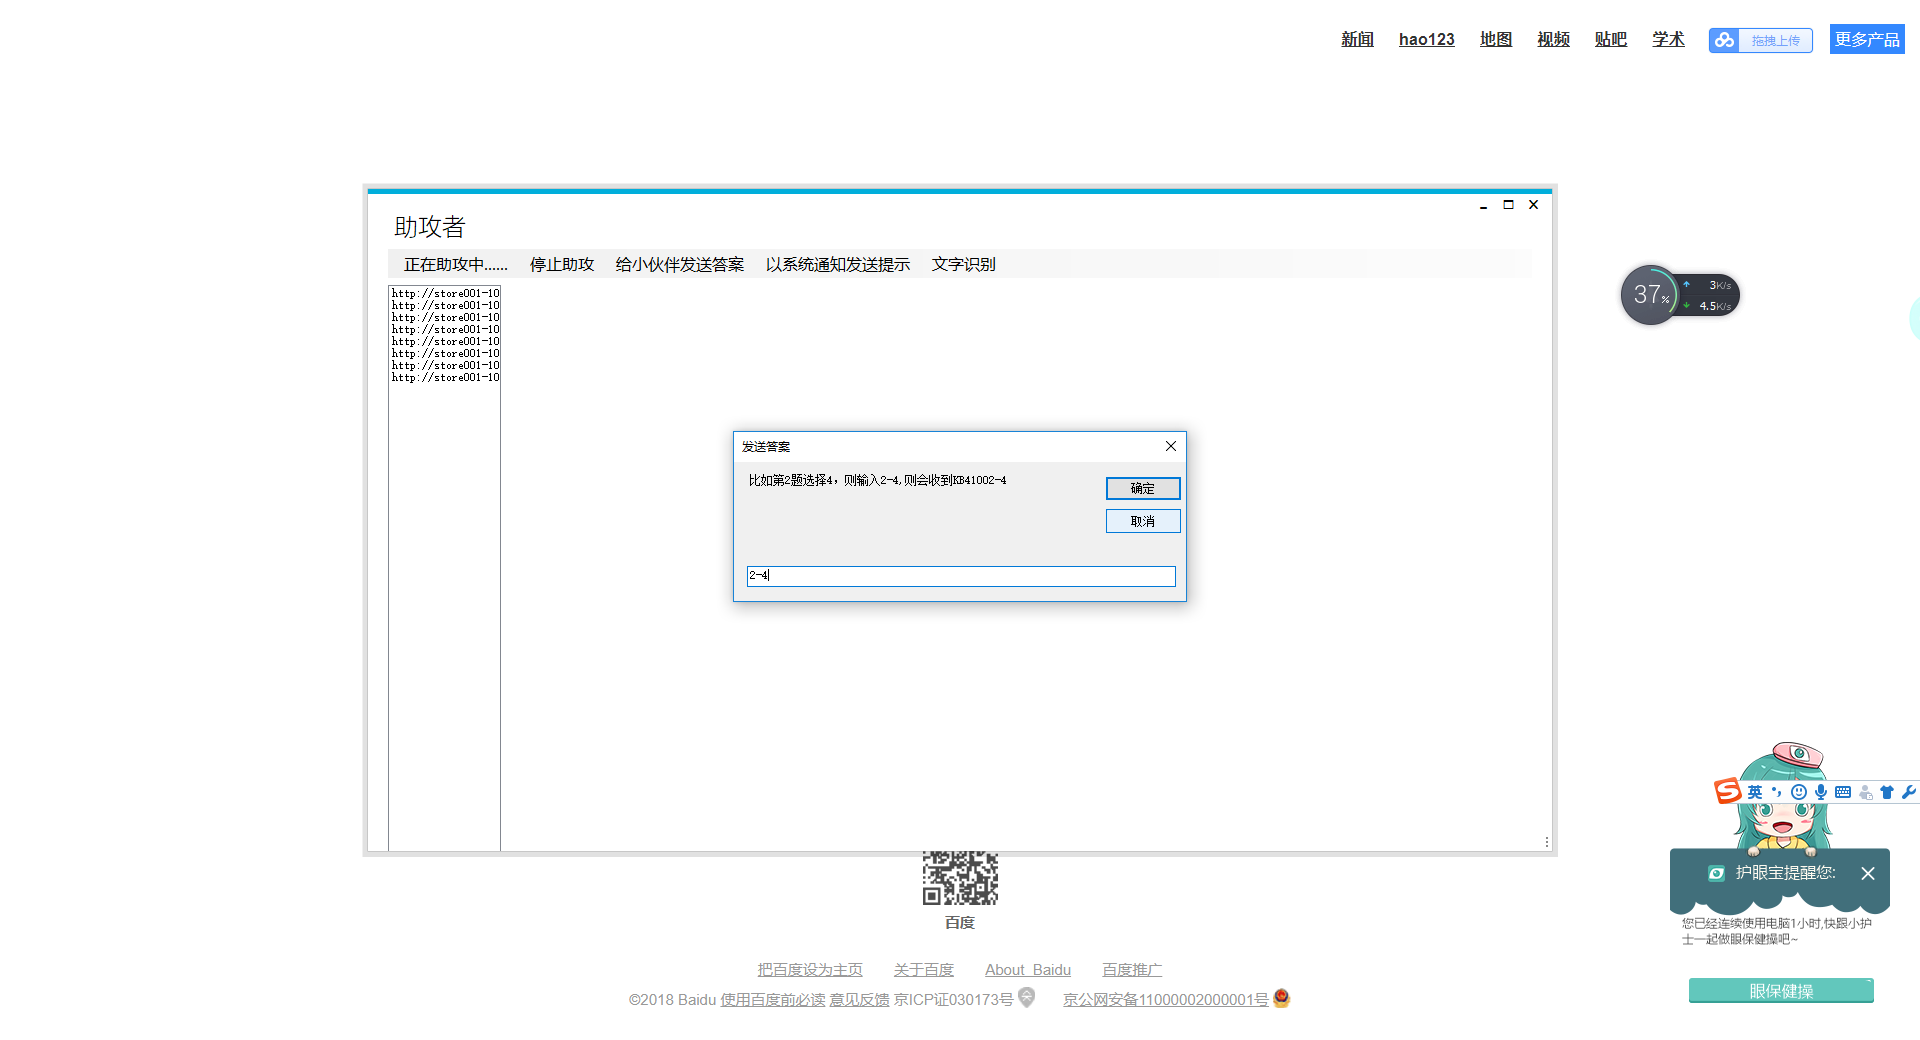 新闻 hao123 地图 视频 贴吧 学术 拖拽上传 更多产品
助攻者
正在助攻中...... 停止助攻 给小伙伴发送答案 以系统通知发送提示 文字识别
http://store001-10
http://store001-10
http://store001-10
http://store001-10
http://store001-10
http://store001-10
http://store001-10
http://store001-10
37% 3K/s
4.5K/s
发送答案
比如第2题选择4，则输入2-4,则会收到KB41002-4
确定
取消
2-4
英
护眼宝提醒您:
您已经连续使用电脑1小时,快跟小护
士一起做眼保健操吧~
眼保健操
百度
把百度设为主页 关于百度 About Baidu 百度推广
©2018 Baidu 使用百度前必读 意见反馈 京ICP证030173号 京公网安备11000002000001号